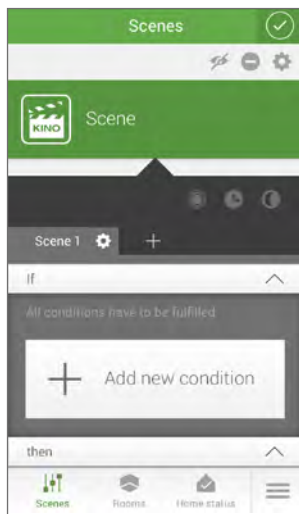 Scenes
KINO
Scene
Scene 1
If
All conditions have to be fulfilled
Add new condition
then
Scenes Rooms Home status